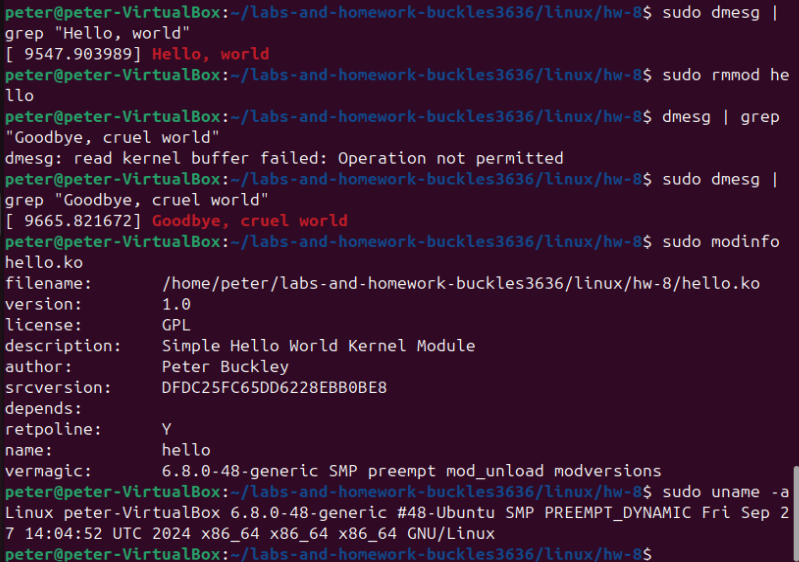 peter@peter-VirtualBox:~/labs-and-homework-buckles3636/linux/hw-8$ sudo dmesg |
grep "Hello, world"
[ 9547.903989] Hello, world
peter@peter-VirtualBox:~/labs-and-homework-buckles3636/linux/hw-8$ sudo rmmod he
llo
peter@peter-VirtualBox:~/labs-and-homework-buckles3636/linux/hw-8$ dmesg | grep
"Goodbye, cruel world"
dmesg: read kernel buffer failed: Operation not permitted
peter@peter-VirtualBox:~/labs-and-homework-buckles3636/linux/hw-8$ sudo dmesg |
grep "Goodbye, cruel world"
[ 9665.821672] Goodbye, cruel world
peter@peter-VirtualBox:~/labs-and-homework-buckles3636/linux/hw-8$ sudo modinfo
hello.ko
filename:       /home/peter/labs-and-homework-buckles3636/linux/hw-8/hello.ko
version:        1.0
license:        GPL
description:    Simple Hello World Kernel Module
author:         Peter Buckley
srcversion:     DFDC25FC65DD6228EBB0BE8
depends:
retpoline:      Y
name:           hello
vermagic:       6.8.0-48-generic SMP preempt mod_unload modversions
peter@peter-VirtualBox:~/labs-and-homework-buckles3636/linux/hw-8$ sudo uname -a
Linux peter-VirtualBox 6.8.0-48-generic #48-Ubuntu SMP PREEMPT_DYNAMIC Fri Sep 2
7 14:04:52 UTC 2024 x86_64 x86_64 x86_64 GNU/Linux
peter@peter-VirtualBox:~/labs-and-homework-buckles3636/linux/hw-8$